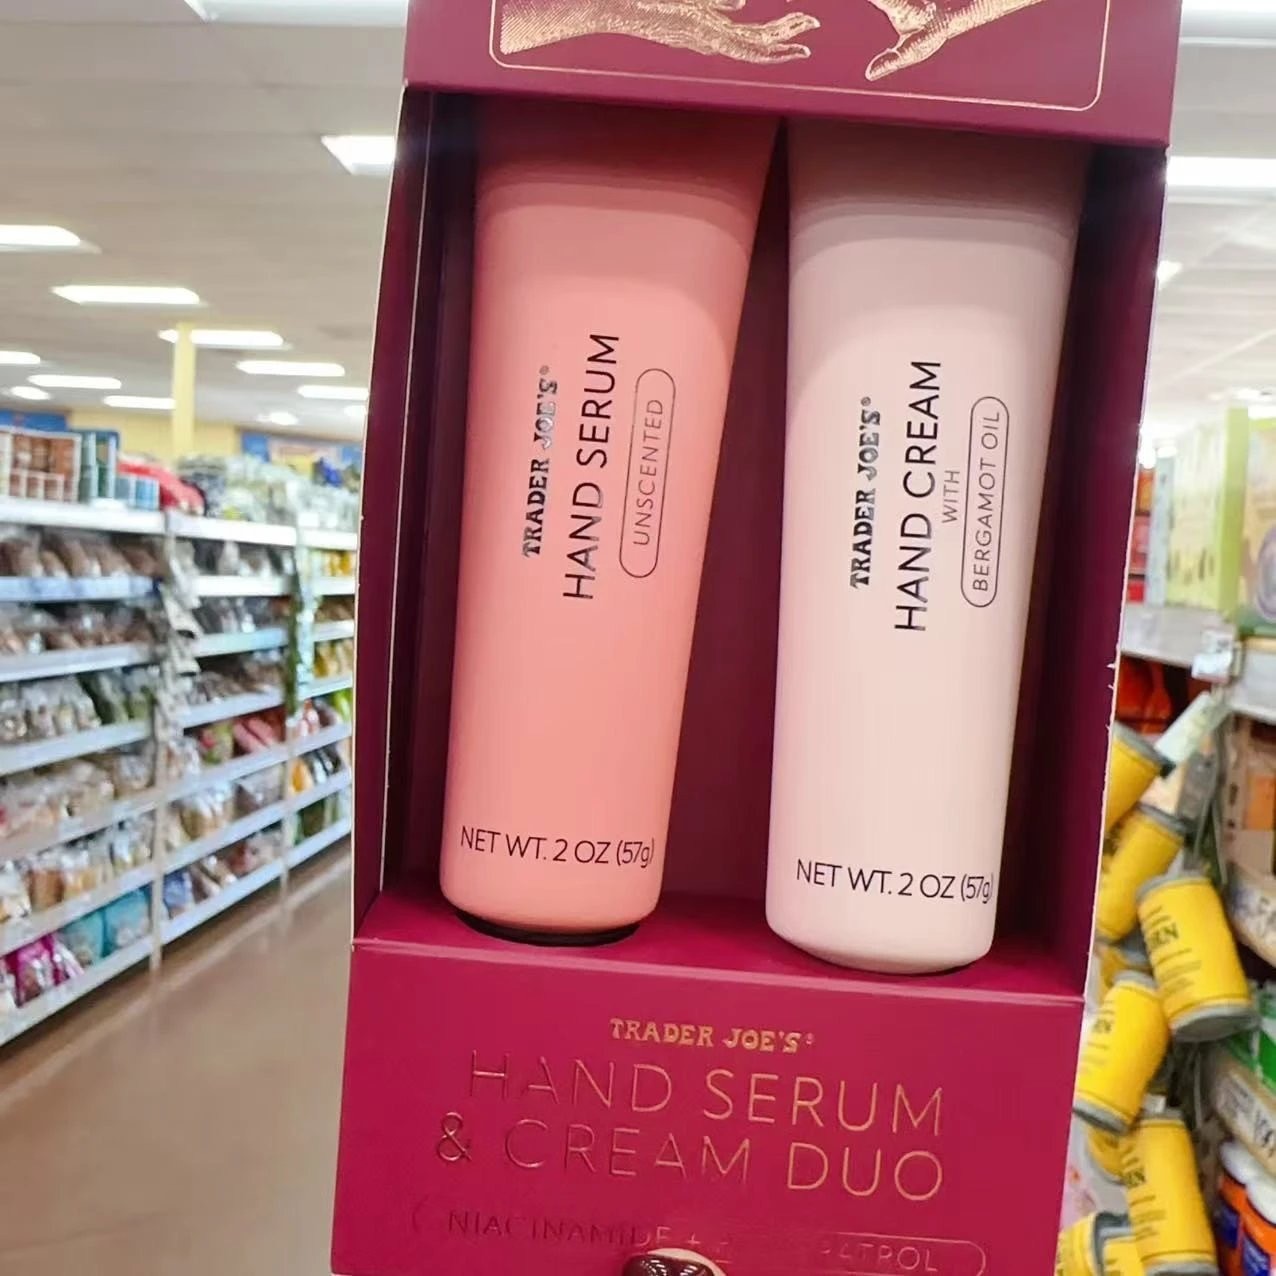 TRADER JOE'S®
HAND SERUM
UNSCENTED
NET WT. 2 OZ (57g)
TRADER JOE'S®
HAND CREAM
WITH
BERGAMOT OIL
NET WT. 2 OZ (57g)
TRADER JOE'S®
HAND SERUM
& CREAM DUO
NIACINAMIDE +